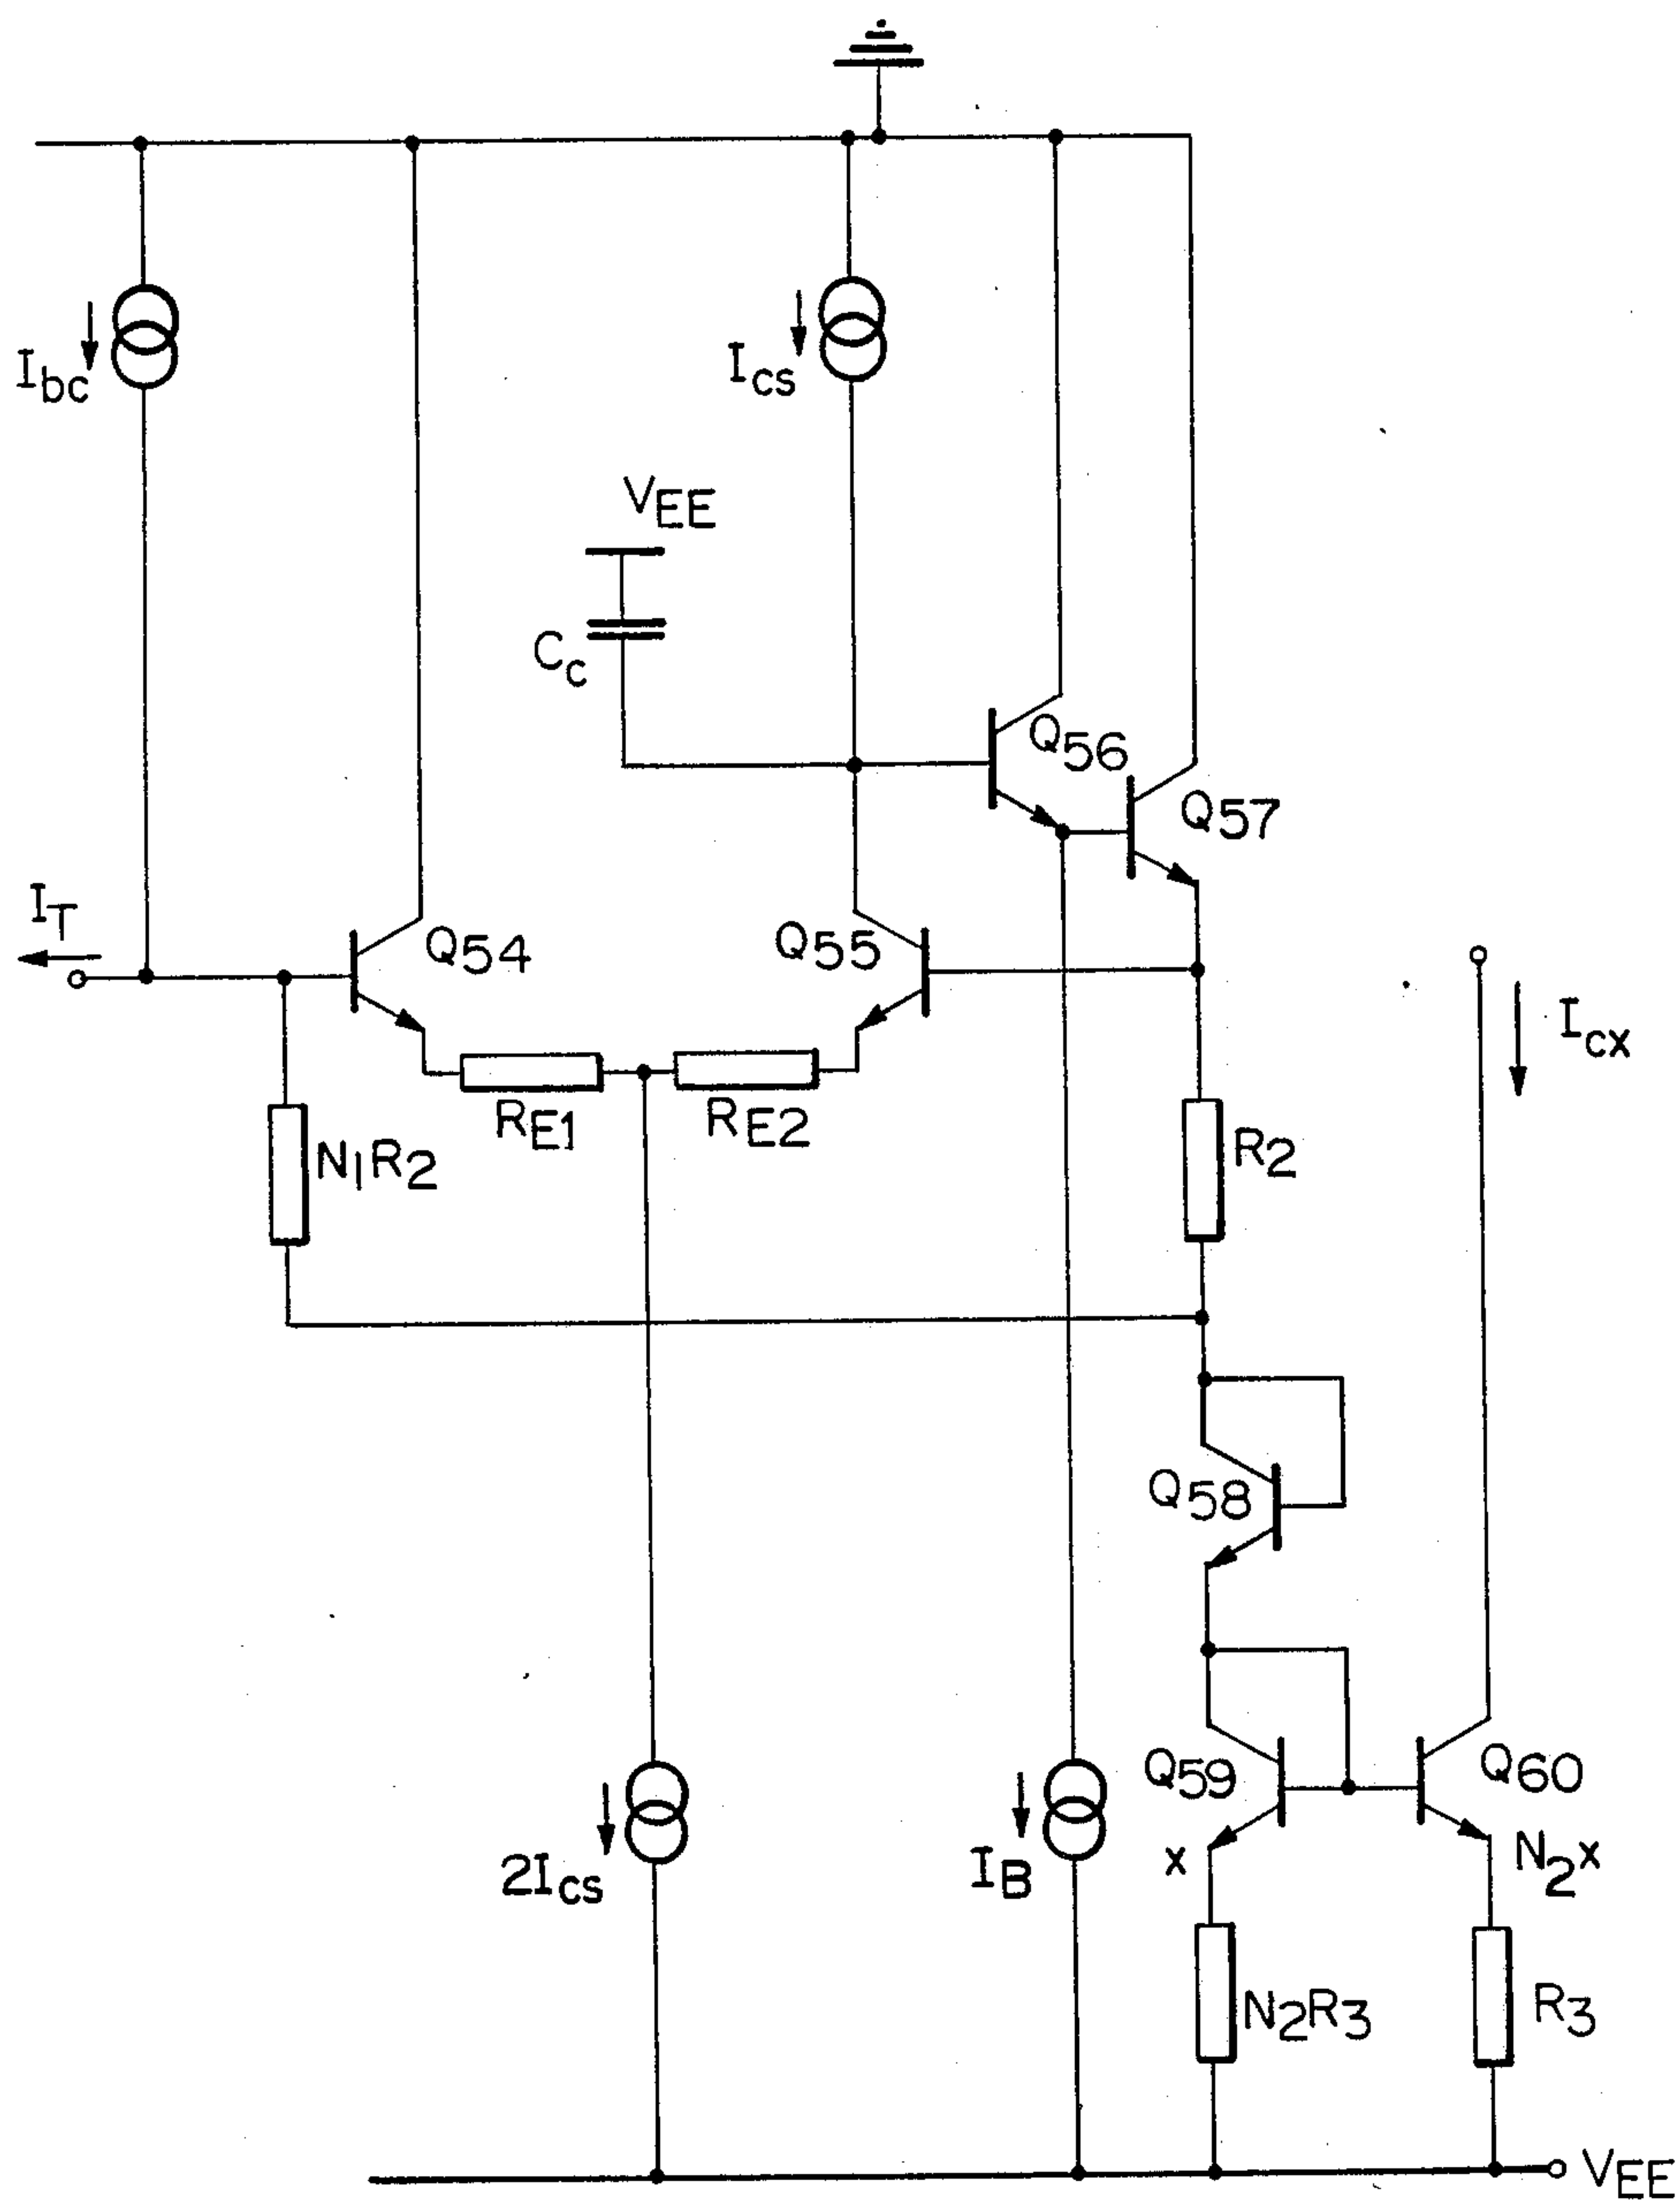 Ibc
Ics
VEE
Cc
Q56
Q57
IT
Q54
Q55
Icx
RE1
RE2
N1R2
R2
Q58
Q59
Q60
x
N2x
2Ics
IB
N2R3
R3
VEE